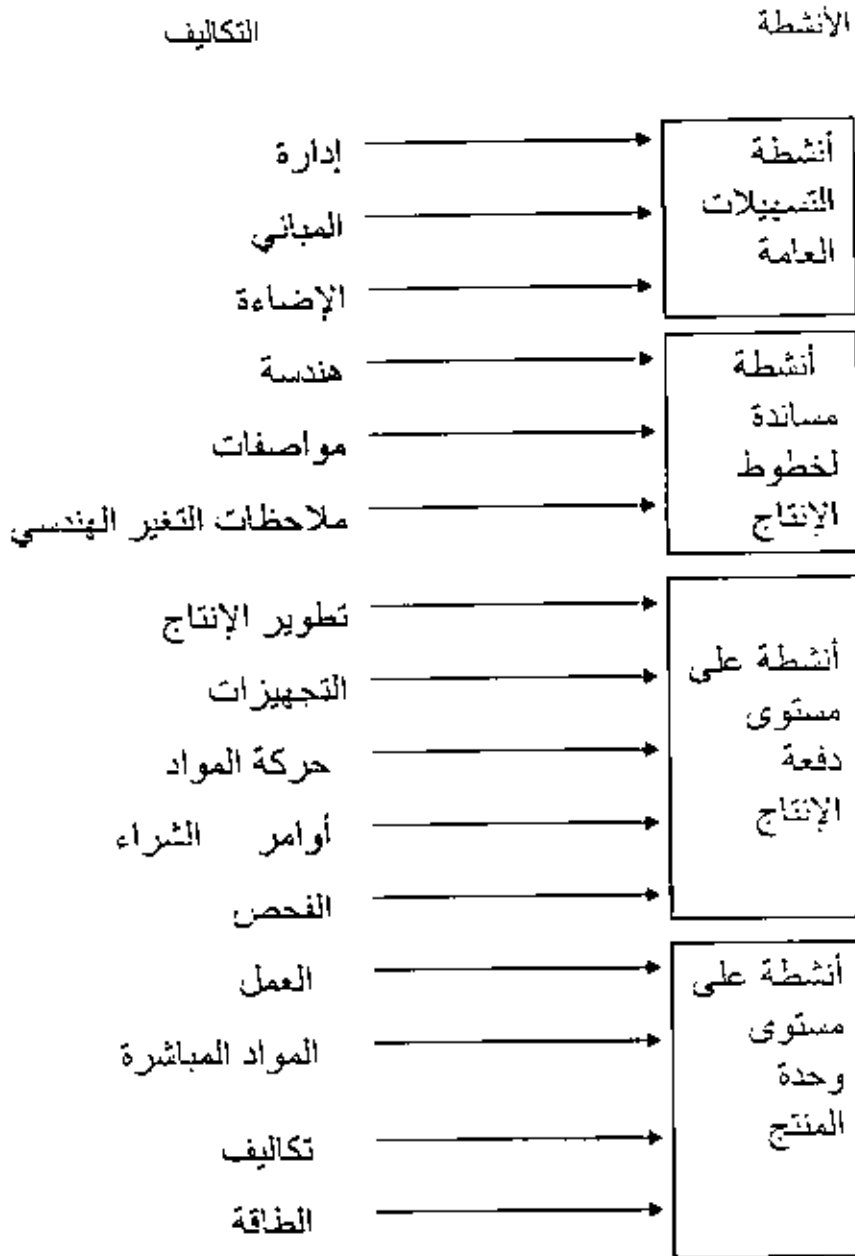 الأنشطة
التكاليف
أنشطة
التسهيلات
العامة
إدارة
المباني
الإضاءة
أنشطة
مساندة
لخطوط
الإنتاج
هندسة
مواصفات
ملاحظات التغير الهندسي
أنشطة على
مستوى
دفعة
الإنتاج
تطوير الإنتاج
التجهيزات
حركة المواد
أوامر الشراء
الفحص
أنشطة على
مستوى
وحدة
المنتج
العمل
المواد المباشرة
تكاليف
الطاقة